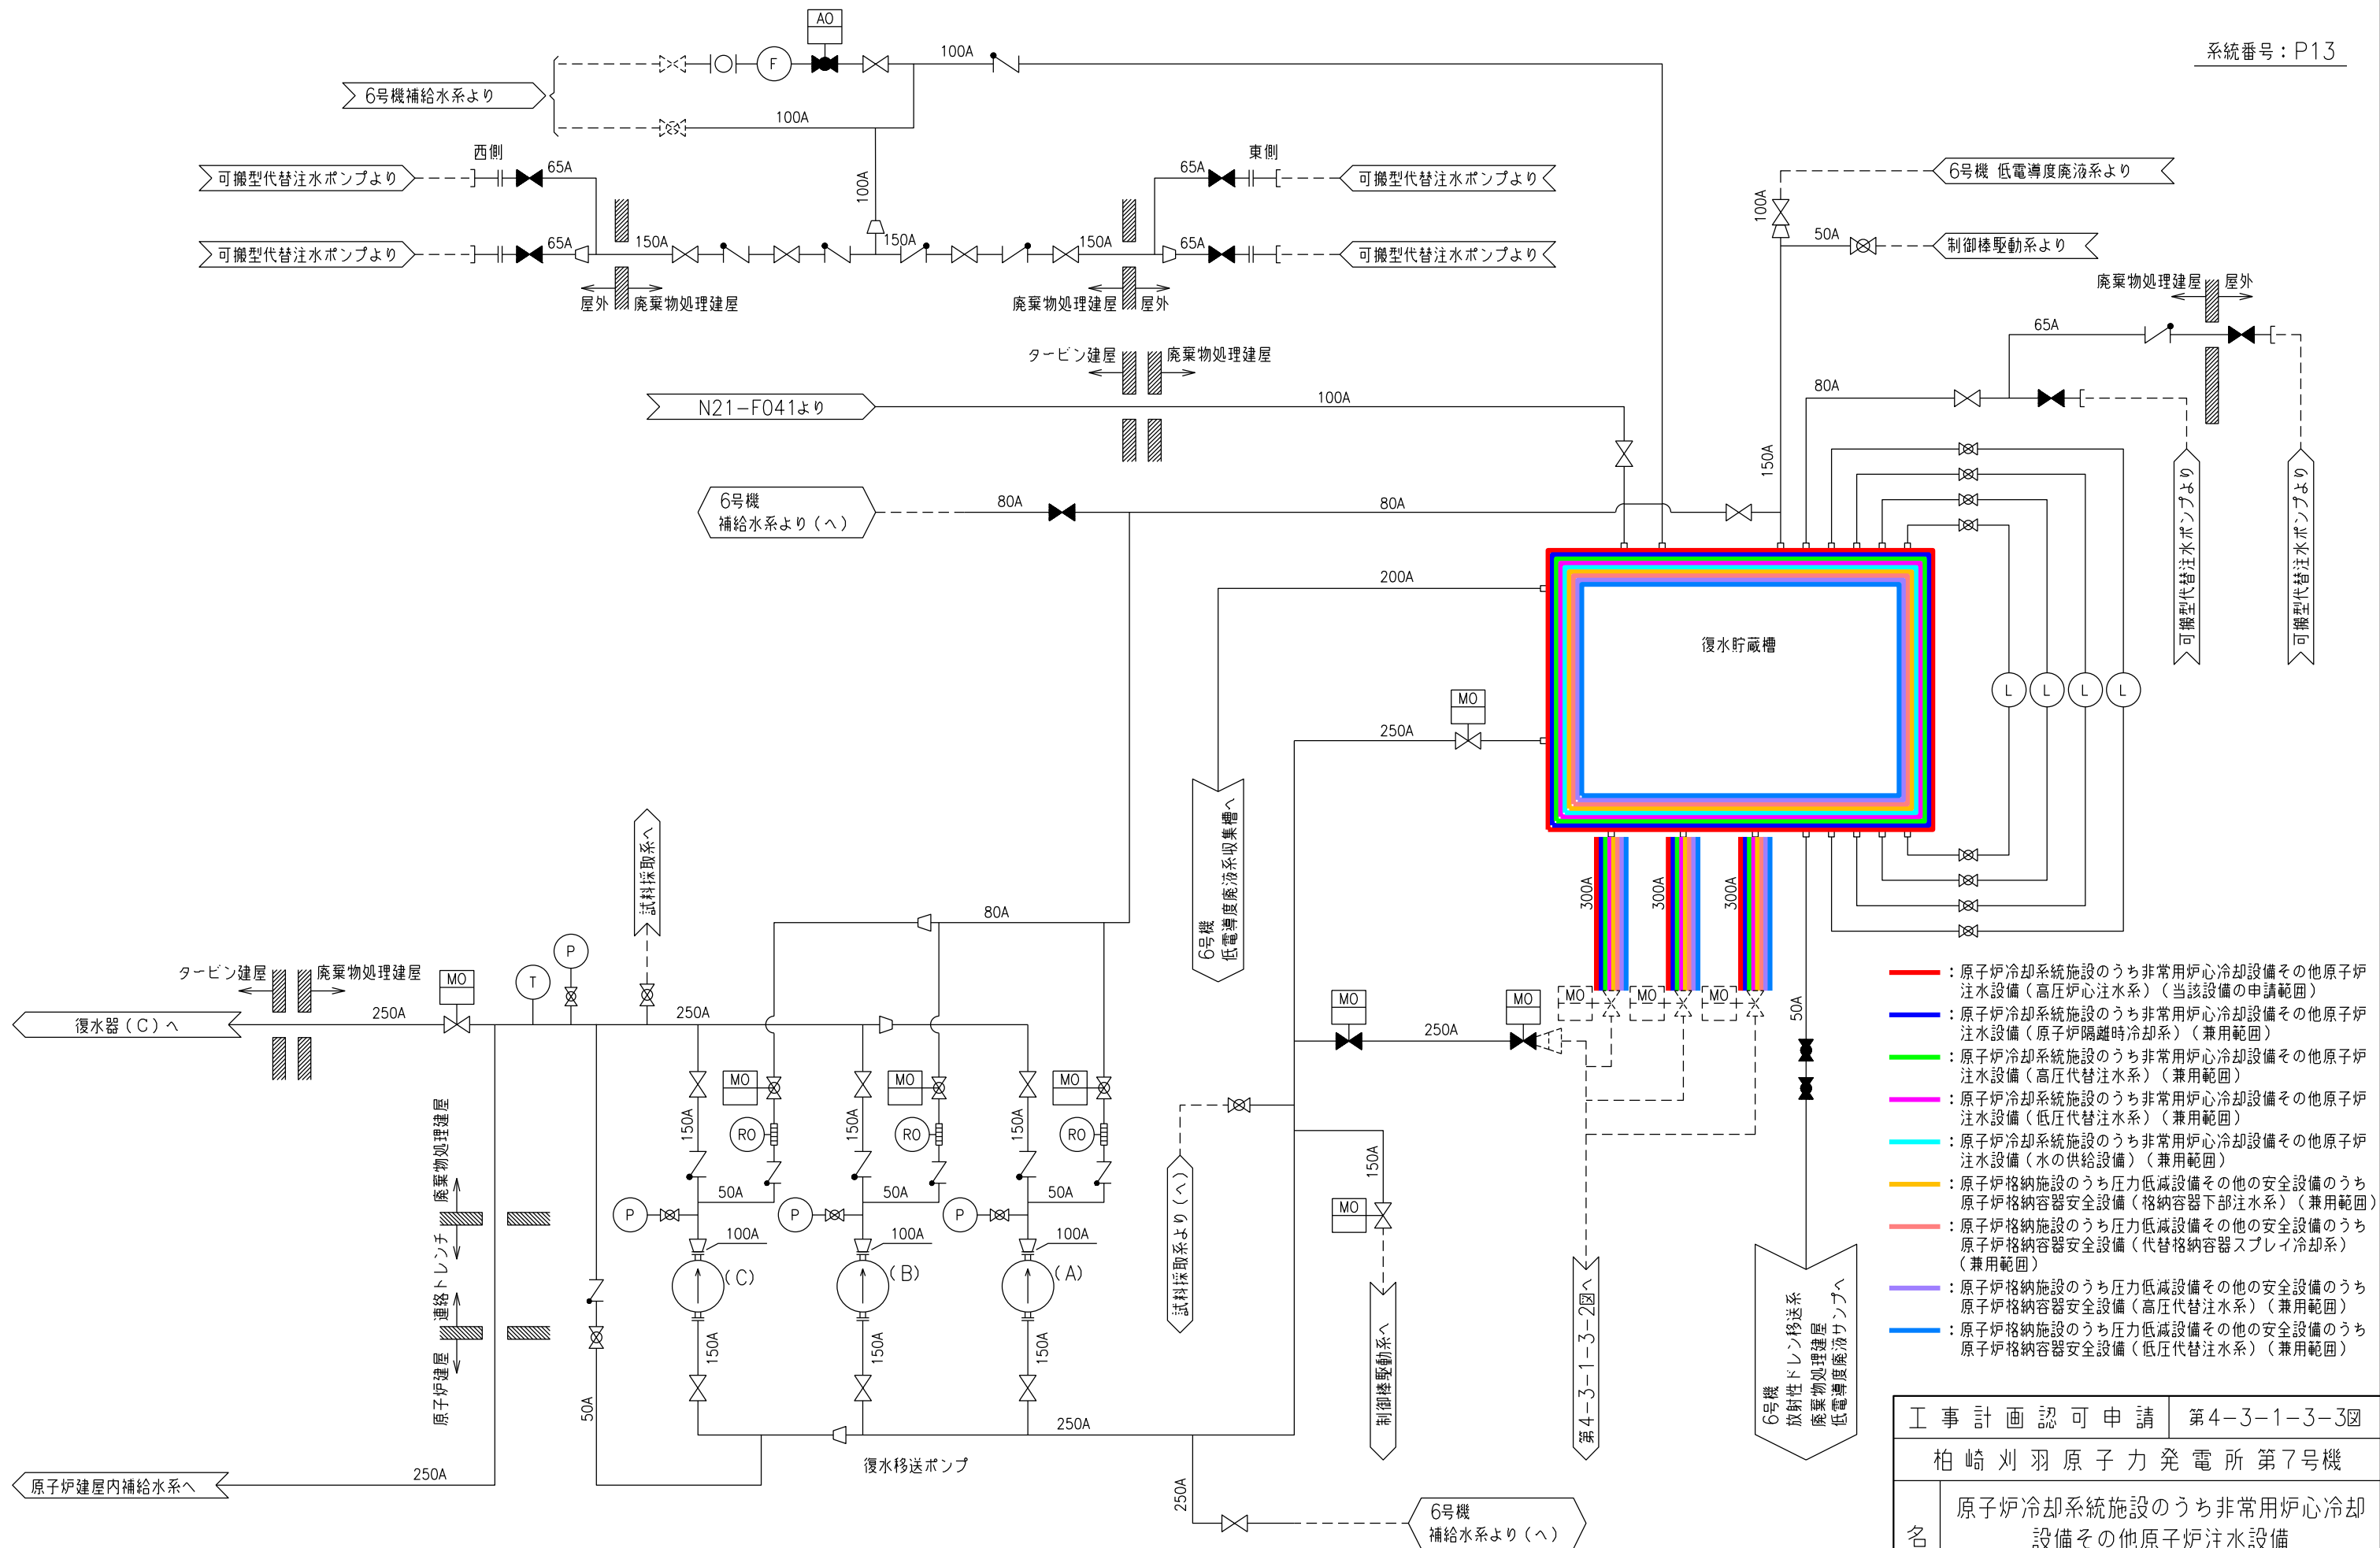 系統番号：P13
AO
F
100A
6号機補給水系より
100A
西側
65A
可搬型代替注水ポンプより
100A
東側
65A
可搬型代替注水ポンプより
6号機 低電導度廃液系より
100A
50A
制御棒駆動系より
可搬型代替注水ポンプより
65A
150A
150A
150A
65A
可搬型代替注水ポンプより
屋外
廃棄物処理建屋
廃棄物処理建屋
屋外
廃棄物処理建屋
屋外
65A
タービン建屋
廃棄物処理建屋
N21-F041より
100A
80A
150A
可搬型代替注水ポンプより
可搬型代替注水ポンプより
6号機
補給水系より（へ）
80A
80A
200A
復水貯蔵槽
L
L
L
L
MO
250A
6号機
低電導度廃液系収集槽へ
試料採取系へ
80A
300A
300A
300A
P
T
タービン建屋
廃棄物処理建屋
MO
250A
復水器（C）へ
250A
MO
MO
250A
MO
MO
MO
50A
MO
MO
MO
150A
150A
150A
RO
RO
RO
50A
50A
50A
P
P
P
100A
100A
100A
（C）
（B）
（A）
150A
150A
150A
廃棄物処理建屋
連絡トレンチ
原子炉建屋
50A
試料採取系より（へ）
150A
MO
制御棒駆動系へ
第4-3-1-3-2図へ
6号機
放射性ドレン移送系
廃棄物処理建屋
低電導度廃液サンプへ
250A
復水移送ポンプ
250A
原子炉建屋内補給水系へ
250A
6号機
補給水系より（へ）
：原子炉冷却系統施設のうち非常用炉心冷却設備その他原子炉
注水設備（高圧炉心注水系）（当該設備の申請範囲）
：原子炉冷却系統施設のうち非常用炉心冷却設備その他原子炉
注水設備（原子炉隔離時冷却系）（兼用範囲）
：原子炉冷却系統施設のうち非常用炉心冷却設備その他原子炉
注水設備（高圧代替注水系）（兼用範囲）
：原子炉冷却系統施設のうち非常用炉心冷却設備その他原子炉
注水設備（低圧代替注水系）（兼用範囲）
：原子炉冷却系統施設のうち非常用炉心冷却設備その他原子炉
注水設備（水の供給設備）（兼用範囲）
：原子炉格納施設のうち圧力低減設備その他の安全設備のうち
原子炉格納容器安全設備（格納容器下部注水系）（兼用範囲）
：原子炉格納施設のうち圧力低減設備その他の安全設備のうち
原子炉格納容器安全設備（代替格納容器スプレイ冷却系）
（兼用範囲）
：原子炉格納施設のうち圧力低減設備その他の安全設備のうち
原子炉格納容器安全設備（高圧代替注水系）（兼用範囲）
：原子炉格納施設のうち圧力低減設備その他の安全設備のうち
原子炉格納容器安全設備（低圧代替注水系）（兼用範囲）
工事計画認可申請
第4-3-1-3-3図
柏崎刈羽原子力発電所第7号機
名
原子炉冷却系統施設のうち非常用炉心冷却
設備その他原子炉注水設備